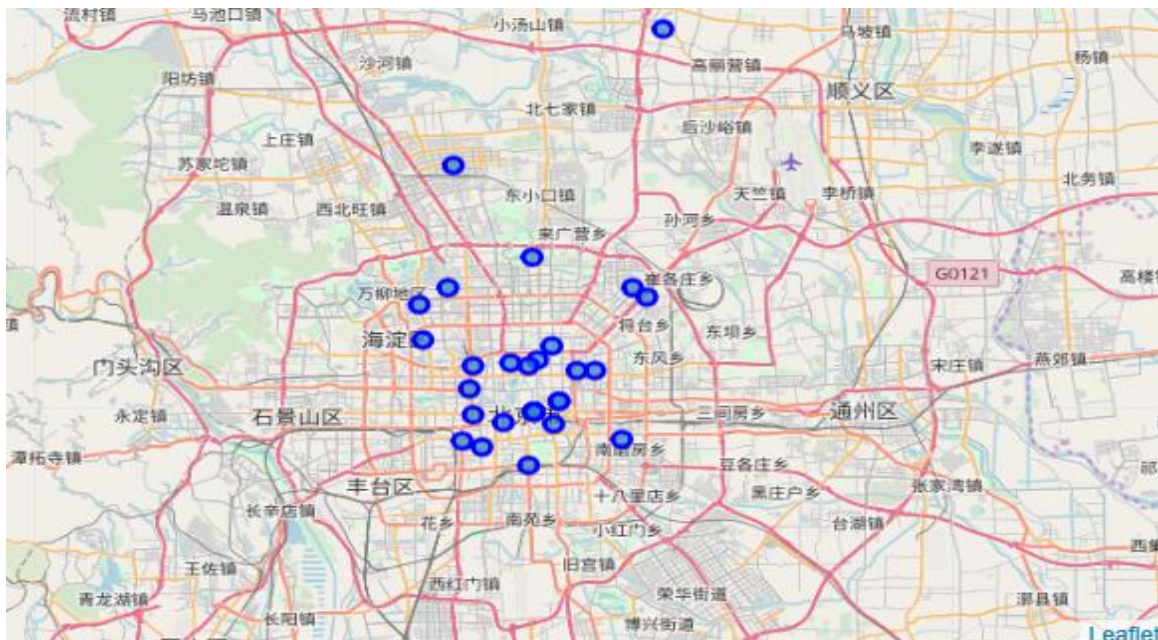 流村镇
马池口镇
小汤山镇
马坡镇
沙河镇
高丽营镇
杨镇
阳坊镇
顺义区
北七家镇
后沙峪镇
上庄镇
苏家坨镇
李遂镇
东小口镇
天竺镇
李桥镇
北务镇
温泉镇
西北旺镇
孙河乡
来广营乡
崔各庄乡
G0121
万柳地区
将台乡
东坝乡
海淀区
东风乡
宋庄镇
燕郊镇
门头沟区
永定镇
石景山区
三间房乡
通州区
潭柘寺镇
南磨房乡
豆各庄乡
丰台区
十八里店乡
黑庄户乡
张家湾镇
长辛店镇
花乡
南苑乡
小红门乡
台湖镇
王佐镇
旧宫镇
青龙湖镇
西红门镇
荣华街道
长阳镇
漷县镇
博兴街道
Leaflet